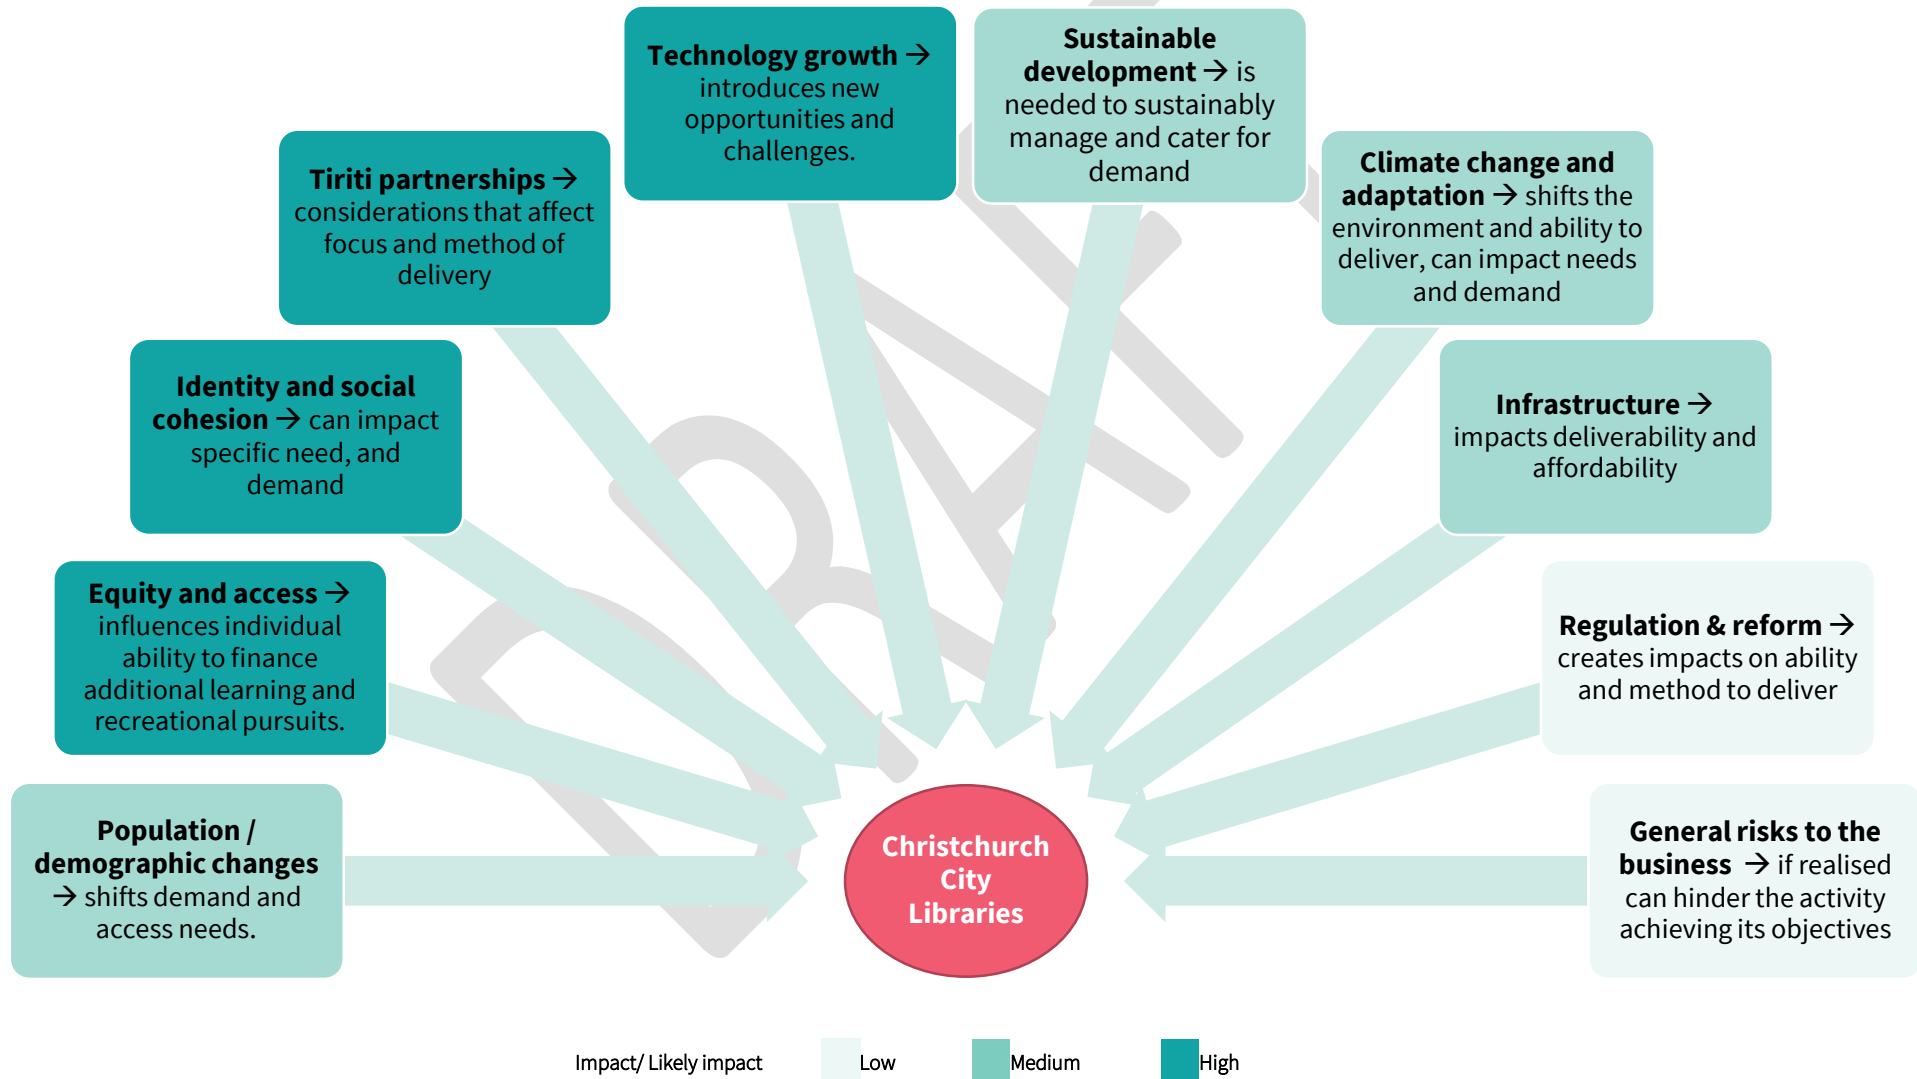 Technology growth →
introduces new
opportunities and
challenges.
Sustainable
development → is
needed to sustainably
manage and cater for
demand
Tiriti partnerships →
considerations that affect
focus and method of
delivery
Climate change and
adaptation → shifts the
environment and ability to
deliver, can impact needs
and demand
Identity and social
cohesion → can impact
specific need, and
demand
Infrastructure →
impacts deliverability and
affordability
Equity and access →
influences individual
ability to finance
additional learning and
recreational pursuits.
Regulation & reform →
creates impacts on ability
and method to deliver
Population /
demographic changes
→ shifts demand and
access needs.
General risks to the
business → if realised
can hinder the activity
achieving its objectives
Christchurch
City
Libraries
DRAFT
Impact/ Likely impact Low Medium High